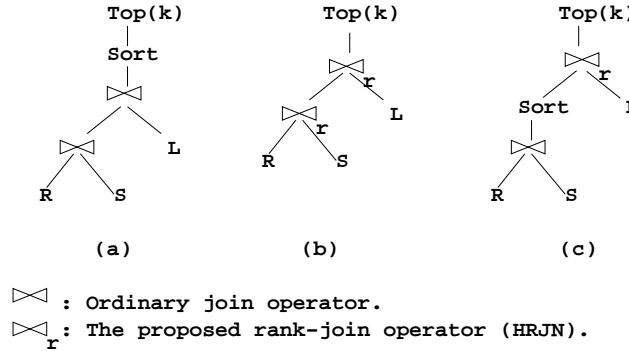 Top(k) Top(k) Top(k)
Sort
r r
Sort L
L r L
R S
R S R S
(a) (b) (c)
: Ordinary join operator.
r : The proposed rank-join operator (HRJN).